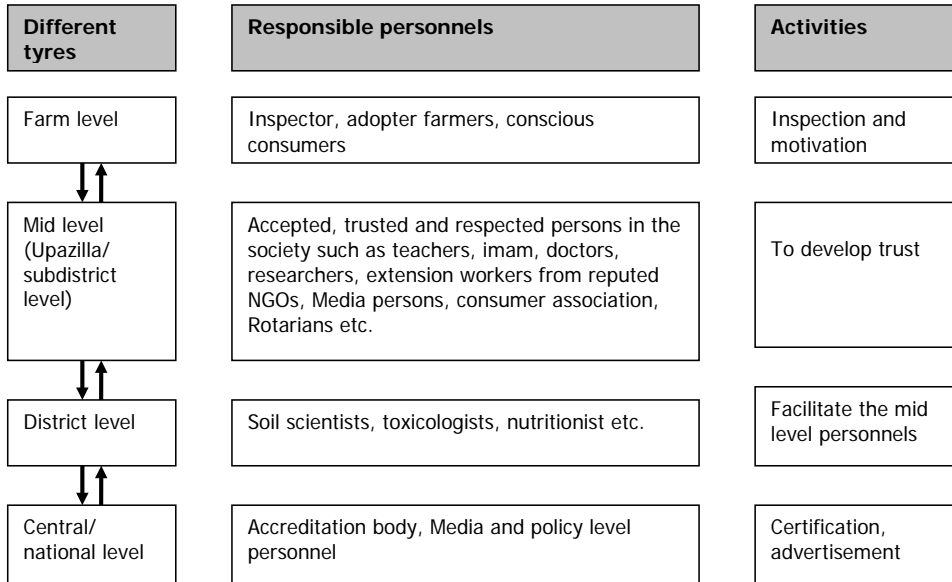 Different
tyres
Responsible personnels
Activities
Farm level
Inspector, adopter farmers, conscious
consumers
Inspection and
motivation
Mid level
(Upazilla/
subdistrict
level)
Accepted, trusted and respected persons in the
society such as teachers, imam, doctors,
researchers, extension workers from reputed
NGOs, Media persons, consumer association,
Rotarians etc.
To develop trust
District level
Soil scientists, toxicologists, nutritionist etc.
Facilitate the mid
level personnels
Central/
national level
Accreditation body, Media and policy level
personnel
Certification,
advertisement